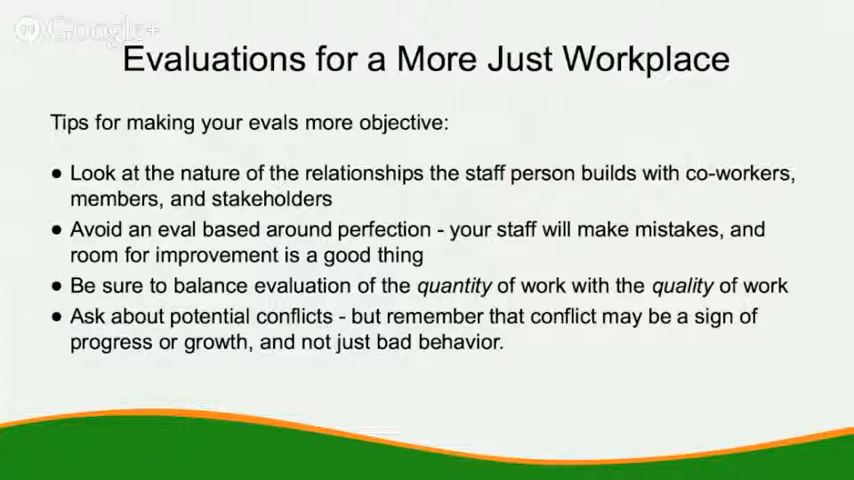 Google+
Evaluations for a More Just Workplace
Tips for making your evals more objective:
● Look at the nature of the relationships the staff person builds with co-workers,
members, and stakeholders
● Avoid an eval based around perfection - your staff will make mistakes, and
room for improvement is a good thing
● Be sure to balance evaluation of the quantity of work with the quality of work
● Ask about potential conflicts - but remember that conflict may be a sign of
progress or growth, and not just bad behavior.